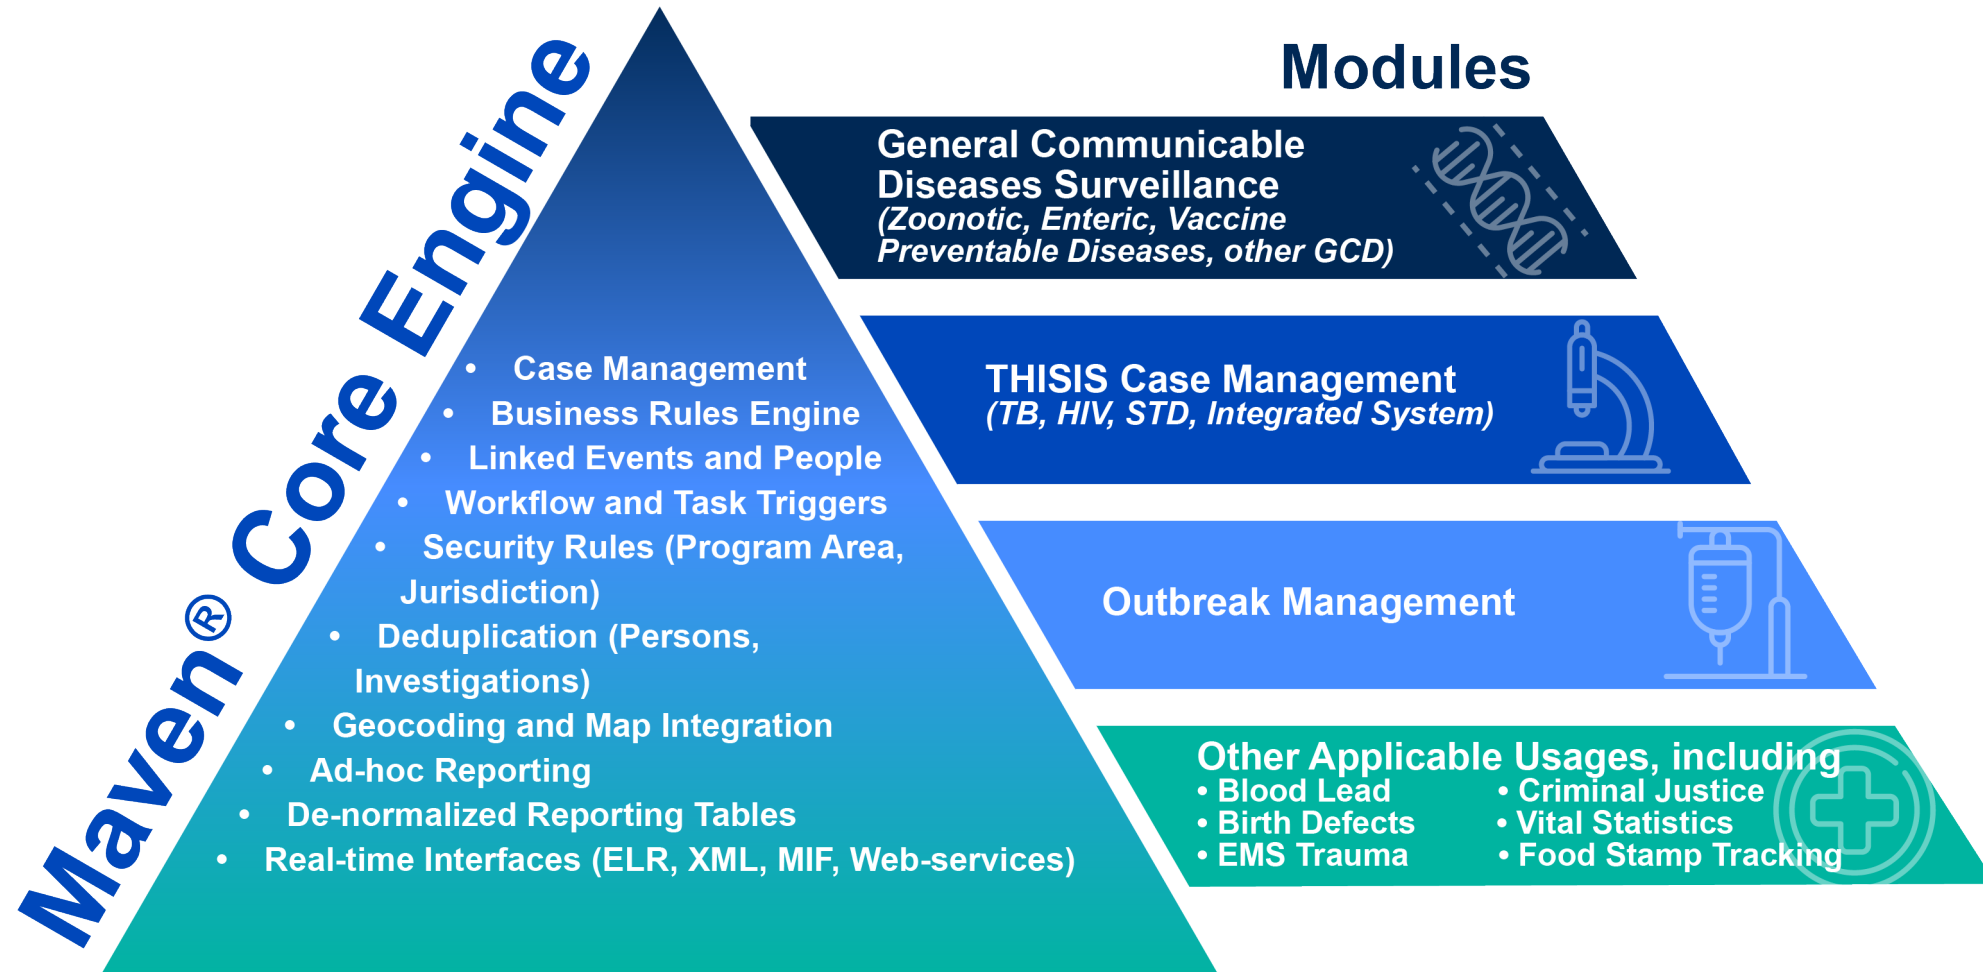 Maven® Core Engine
• Case Management
• Business Rules Engine
• Linked Events and People
• Workflow and Task Triggers
• Security Rules (Program Area,
Jurisdiction)
• Deduplication (Persons,
Investigations)
• Geocoding and Map Integration
• Ad-hoc Reporting
• De-normalized Reporting Tables
• Real-time Interfaces (ELR, XML, MIF, Web-services)
Modules
General Communicable
Diseases Surveillance
(Zoonotic, Enteric, Vaccine
Preventable Diseases, other GCD)
THISIS Case Management
(TB, HIV, STD, Integrated System)
Outbreak Management
Other Applicable Usages, including
• Blood Lead
• Birth Defects
• EMS Trauma
• Criminal Justice
• Vital Statistics
• Food Stamp Tracking